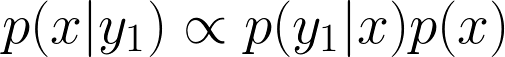 p(x|y₁) ∝ p(y₁|x)p(x)